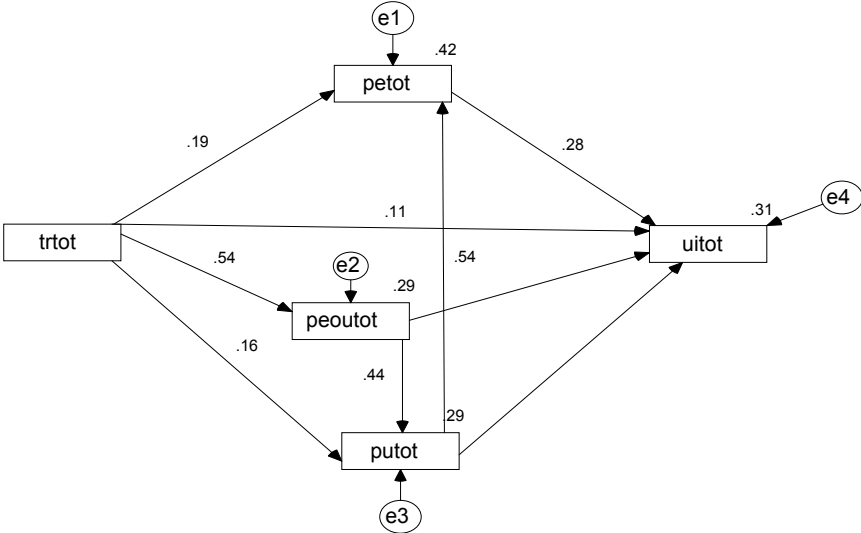 e1
.42
petot
.19
.28
e4
.11
.31
trtot
uitot
.54
.54
e2
.29
peoutot
.16
.44
.29
putot
e3